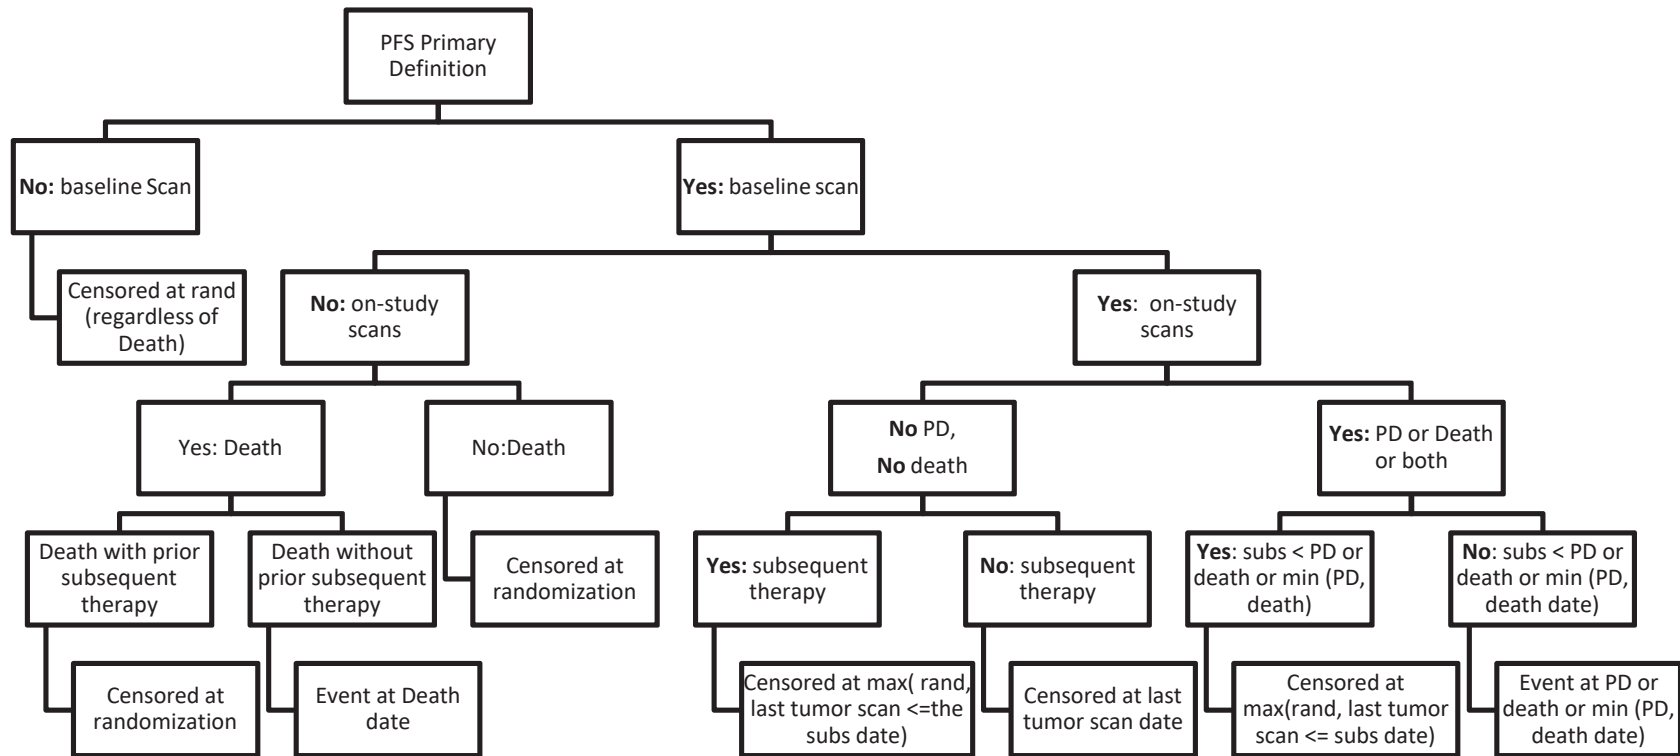 PFS Primary
Definition
No: baseline Scan
Yes: baseline scan
Censored at rand
(regardless of
Death)
No: on-study
scans
Yes:  on-study
scans
Yes: Death
No:Death
No PD,
No death
Yes: PD or Death
or both
Death with prior
subsequent
therapy
Death without
prior subsequent
therapy
Censored at
randomization
Yes: subsequent
therapy
No: subsequent
therapy
Yes: subs < PD or
death or min (PD,
death)
No: subs < PD or
death or min (PD,
death date)
Censored at
randomization
Event at Death
date
Censored at max( rand,
last tumor scan <=the
subs date)
Censored at last
tumor scan date
Censored at
max(rand, last tumor
scan <= subs date)
Event at PD or
death or min (PD,
death date)